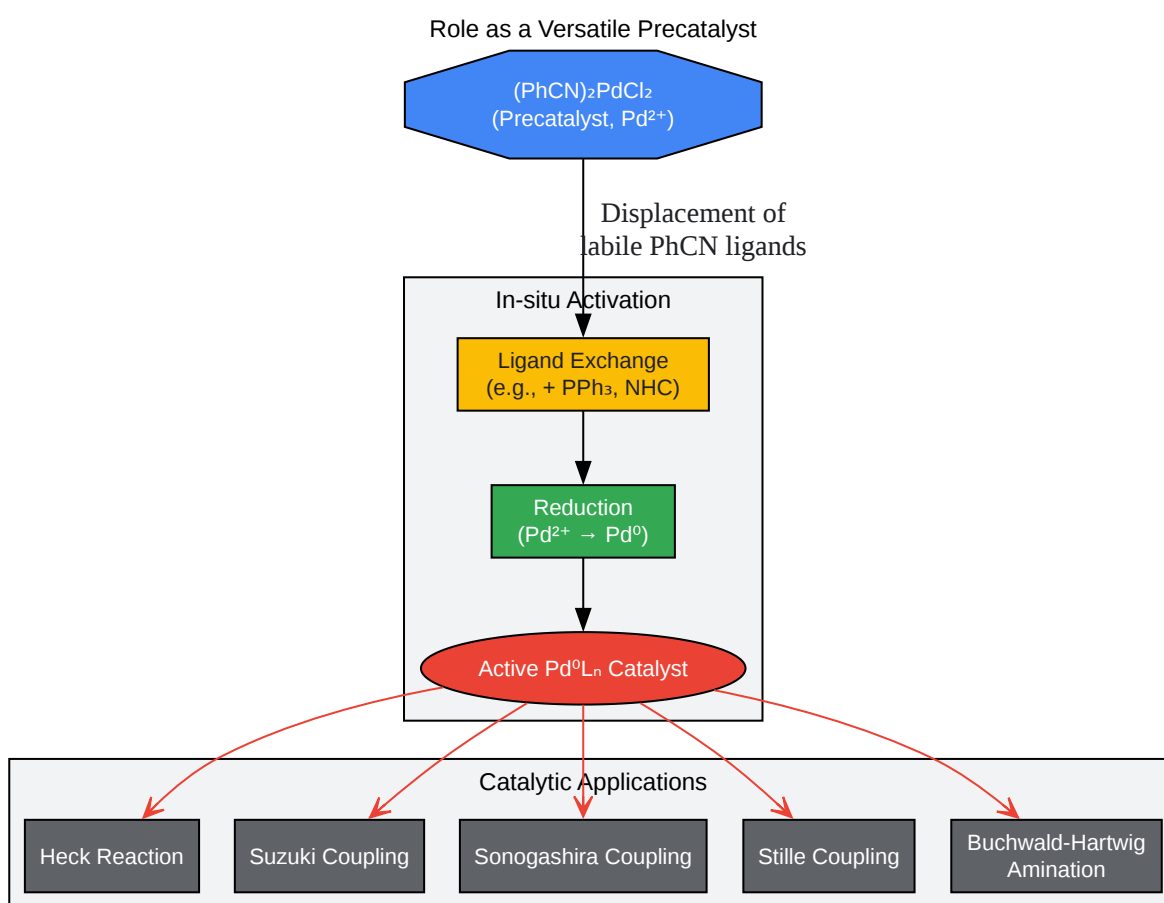 Role as a Versatile Precatalyst
(PhCN)₂PdCl₂
(Precatalyst, Pd²⁺)
Displacement of
labile PhCN ligands
In-situ Activation
Ligand Exchange
(e.g., + PPh₃, NHC)
Reduction
(Pd²⁺ → Pd⁰)
Active Pd⁰Lₙ Catalyst
Catalytic Applications
Heck Reaction
Suzuki Coupling
Sonogashira Coupling
Stille Coupling
Buchwald-Hartwig
Amination